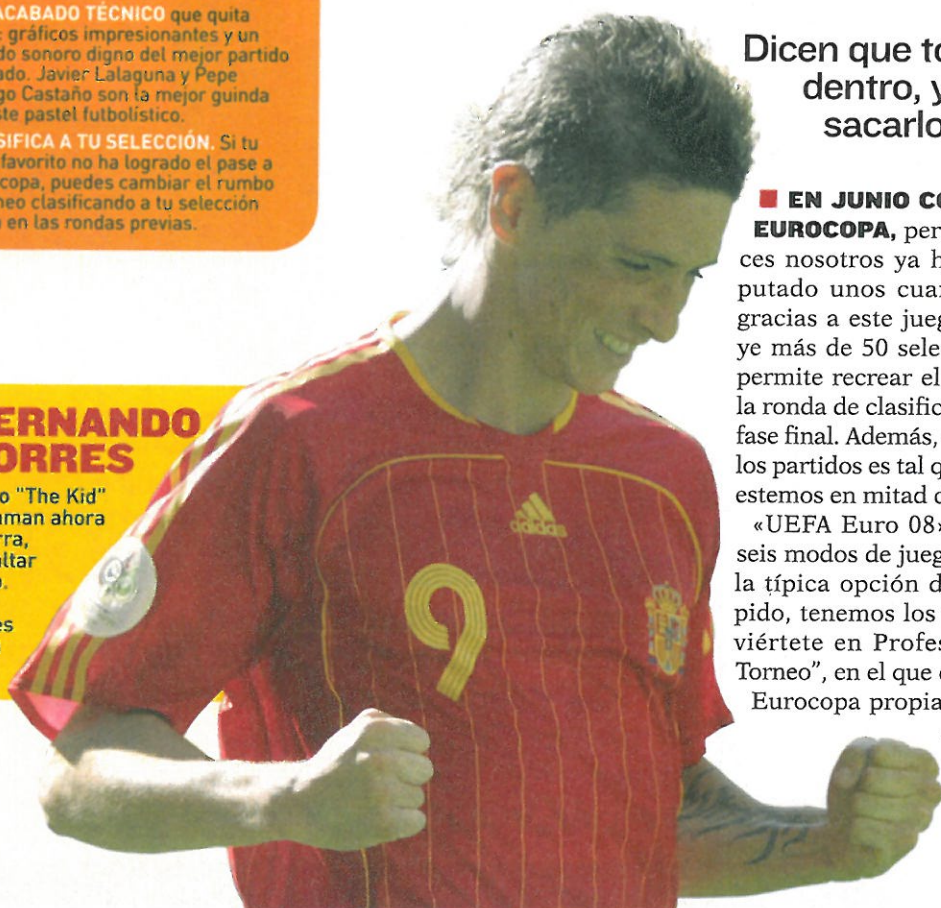 ACABADO TÉCNICO que quita
: gráficos impresionantes y un
do sonoro digno del mejor partido
ado. Javier Lalaguna y Pepe
go Castaño son la mejor guinda
ste pastel futbolístico.
SIFICA A TU SELECCIÓN. Si tu
favorito no ha logrado el pase a
copa, puedes cambiar el rumbo
neo clasificando a tu selección
en las rondas previas.
ERNANDO
ORRES
o "The Kid"
aman ahora
rra,
ltar
es
adidas
9
Dicen que to
dentro, y
sacarlo
■ EN JUNIO CO
EUROCOPA, per
ces nosotros ya h
putado unos cuar
gracias a este jueg
ye más de 50 sele
permite recrear el
la ronda de clasific
fase final. Además,
los partidos es tal q
estemos en mitad d
«UEFA Euro 08»
seis modos de jueg
la típica opción d
pido, tenemos los
viértete en Profes
Torneo”, en el que
Eurocopa propia